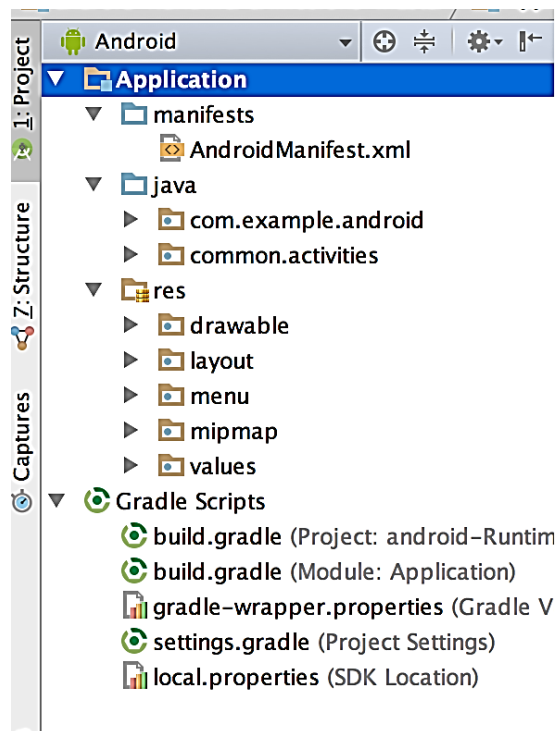 Android
1: Project
Z: Structure
Captures
Application
manifests
AndroidManifest.xml
java
com.example.android
common.activities
res
drawable
layout
menu
mipmap
values
Gradle Scripts
build.gradle (Project: android-Runtim
build.gradle (Module: Application)
gradle-wrapper.properties (Gradle V
settings.gradle (Project Settings)
local.properties (SDK Location)